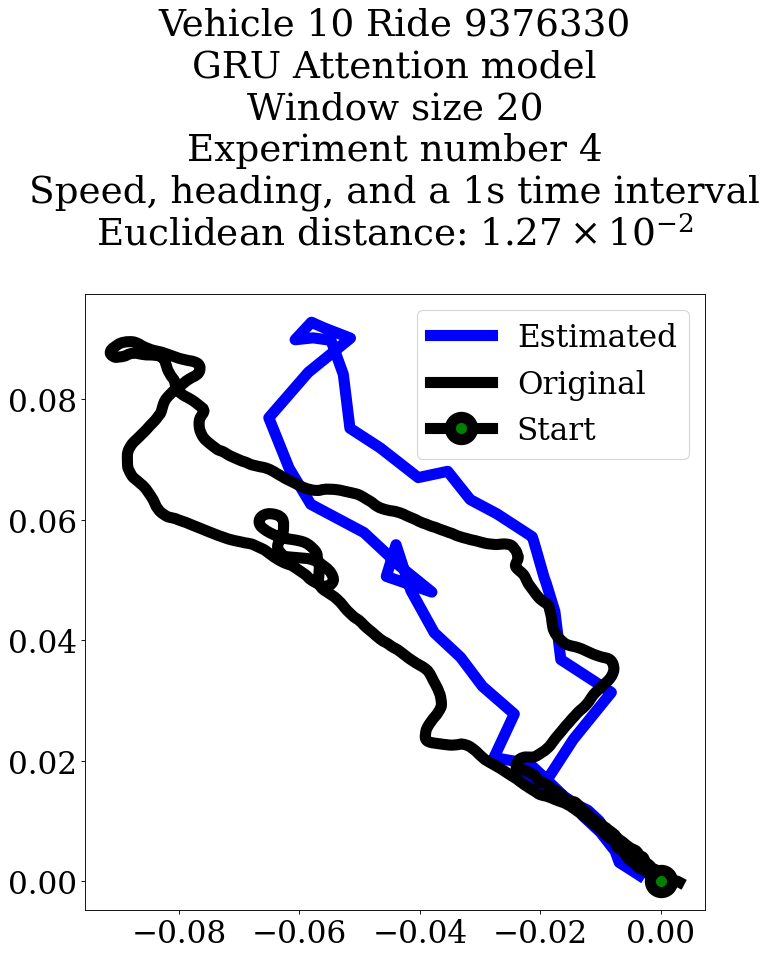 Vehicle 10 Ride 9376330
GRU Attention model
Window size 20
Experiment number 4
Speed, heading, and a 1s time interval
Euclidean distance: 1.27 × 10⁻²
Estimated
Original
Start
0.08
0.06
0.04
0.02
0.00
−0.08 −0.06 −0.04 −0.02 0.00